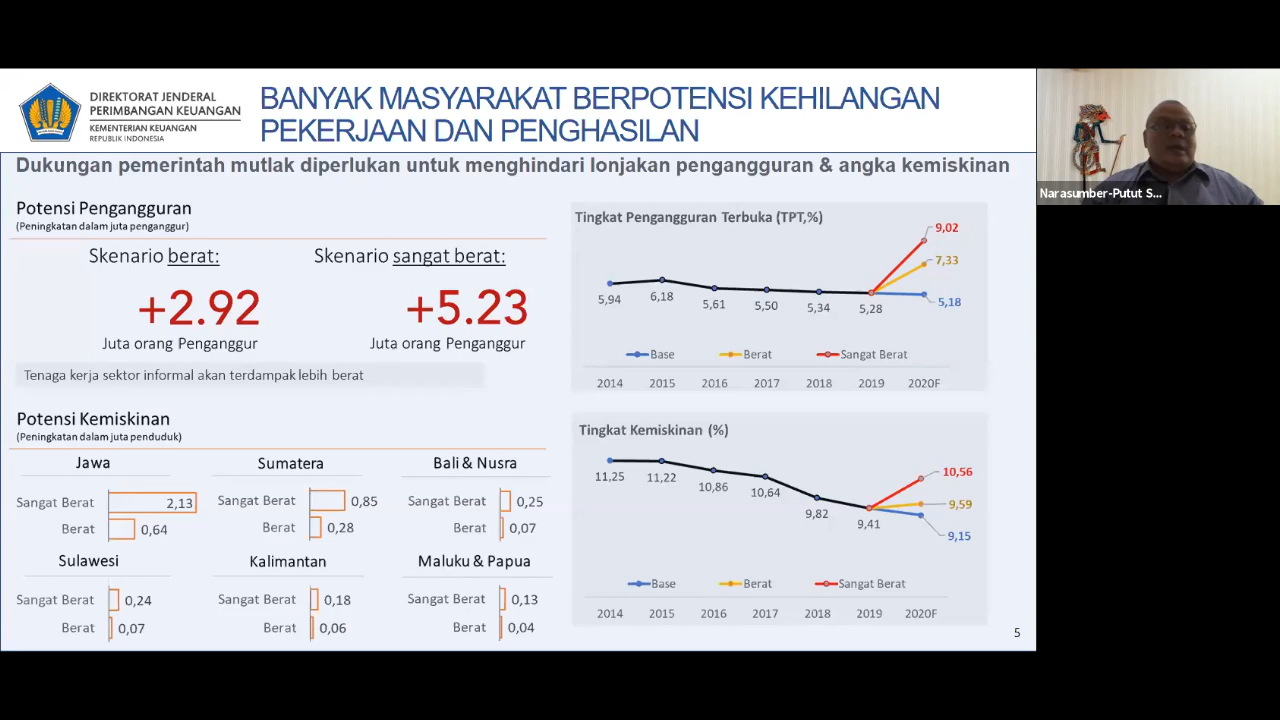 DIREKTORAT JENDERAL
PERIMBANGAN KEUANGAN
KEMENTERIAN KEUANGAN
REPUBLIK INDONESIA
BANYAK MASYARAKAT BERPOTENSI KEHILANGAN
PEKERJAAN DAN PENGHASILAN
Dukungan pemerintah mutlak diperlukan untuk menghindari lonjakan pengangguran & angka kemiskinan
Narasumber-Putut S...
Potensi Pengangguran
(Peningkatan dalam juta penganggur)
Skenario berat:
+2.92
Juta orang Penganggur
Skenario sangat berat:
+5.23
Juta orang Penganggur
Tenaga kerja sektor informal akan terdampak lebih berat
Tingkat Pengangguran Terbuka (TPT,%)
9,02
7,33
5,18
5,94 6,18 5,61 5,50 5,34 5,28
Base Berat Sangat Berat
2014 2015 2016 2017 2018 2019 2020F
Potensi Kemiskinan
(Peningkatan dalam juta penduduk)
Jawa
Sangat Berat 2,13
Berat 0,64
Sumatera
Sangat Berat 0,85
Berat 0,28
Bali & Nusra
Sangat Berat 0,25
Berat 0,07
Sulawesi
Sangat Berat 0,24
Berat 0,07
Kalimantan
Sangat Berat 0,18
Berat 0,06
Maluku & Papua
Sangat Berat 0,13
Berat 0,04
Tingkat Kemiskinan (%)
10,56
9,59
9,15
11,25 11,22 10,86 10,64 9,82 9,41
Base Berat Sangat Berat
2014 2015 2016 2017 2018 2019 2020F
5